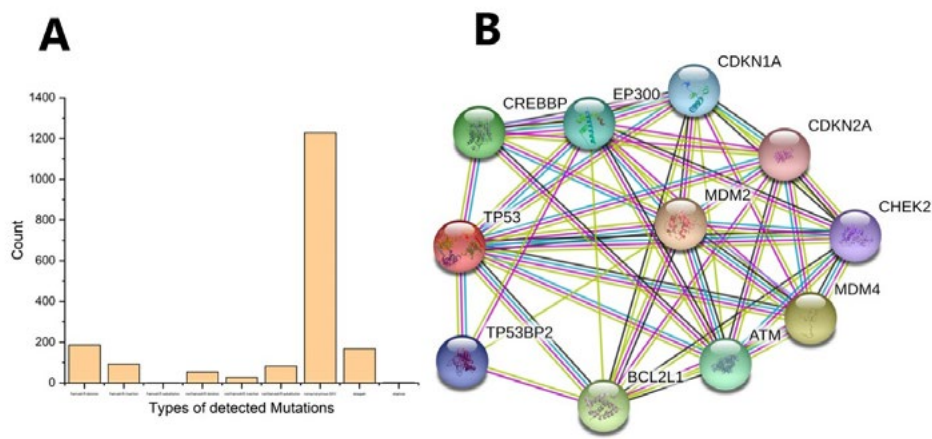 A
B
1400
1200
1000
800
600
400
200
0
Count
Types of detected Mutations
CDKN1A
EP300
CREBBP
CDKN2A
MDM2
CHEK2
TP53
MDM4
TP53BP2
ATM
BCL2L1